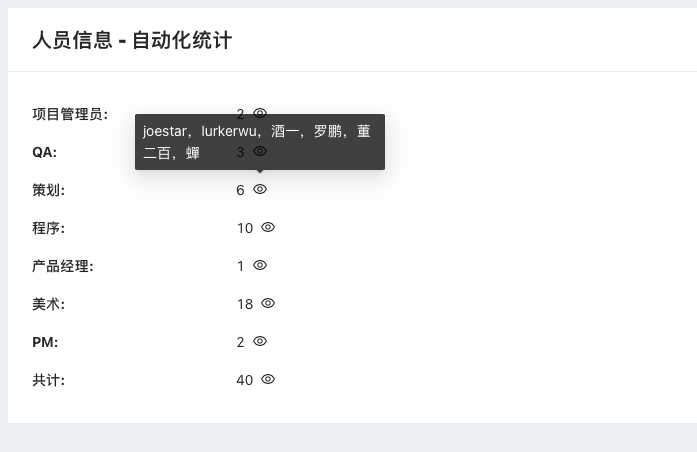 人员信息 - 自动化统计
项目管理员: 2
joestar，lurkerwu，酒一，罗鹏，董
二百，蝉
QA: 3
策划: 6
程序: 10
产品经理: 1
美术: 18
PM: 2
共计: 40